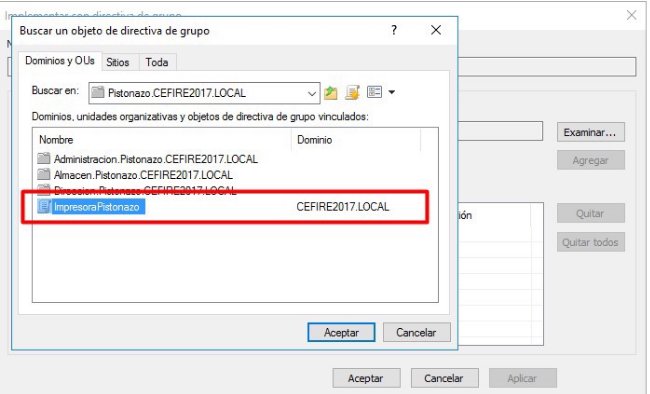 Implementar con directiva de grupo
Buscar un objeto de directiva de grupo ?
Dominios y OUs Sitios Toda
Buscar en: Pistonazo.CEFIRE2017.LOCAL
Dominios, unidades organizativas y objetos de directiva de grupo vinculados:
Nombre Dominio
Administracion.Pistonazo.CEFIRE2017.LOCAL
Almacen.Pistonazo.CEFIRE2017.LOCAL
Direccion.Pistonazo.CEFIRE2017.LOCAL
ImpresoraPistonazo CEFIRE2017.LOCAL
Aceptar Cancelar
Examinar...
Agregar
ión
Quitar
Quitar todos
Aceptar Cancelar Aplicar